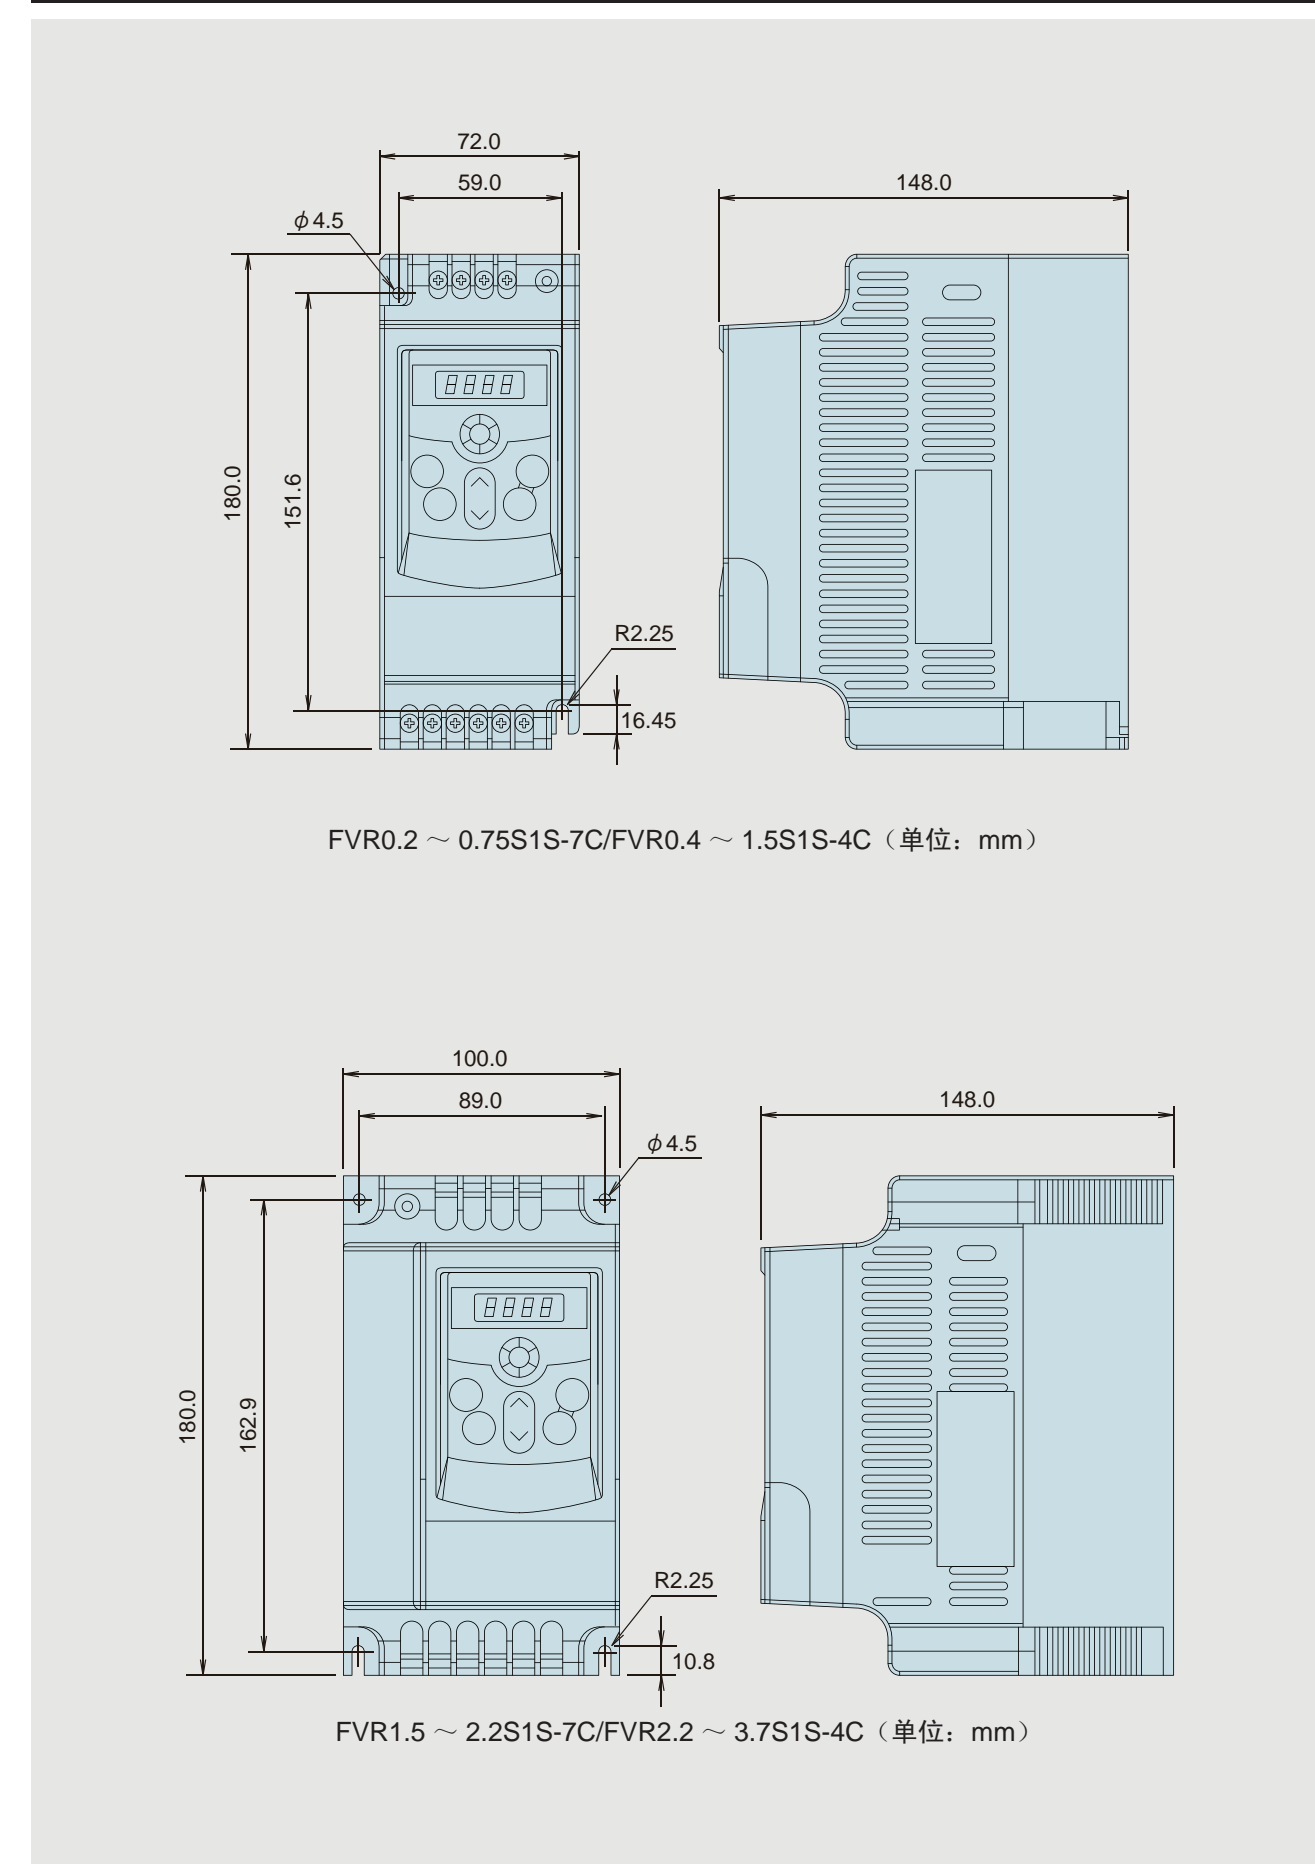 72.0
59.0
148.0
φ4.5
180.0
151.6
R2.25
16.45
FVR0.2 ～ 0.75S1S-7C/FVR0.4 ～ 1.5S1S-4C（单位：mm）
100.0
89.0
148.0
φ4.5
180.0
162.9
R2.25
10.8
FVR1.5 ～ 2.2S1S-7C/FVR2.2 ～ 3.7S1S-4C（单位：mm）